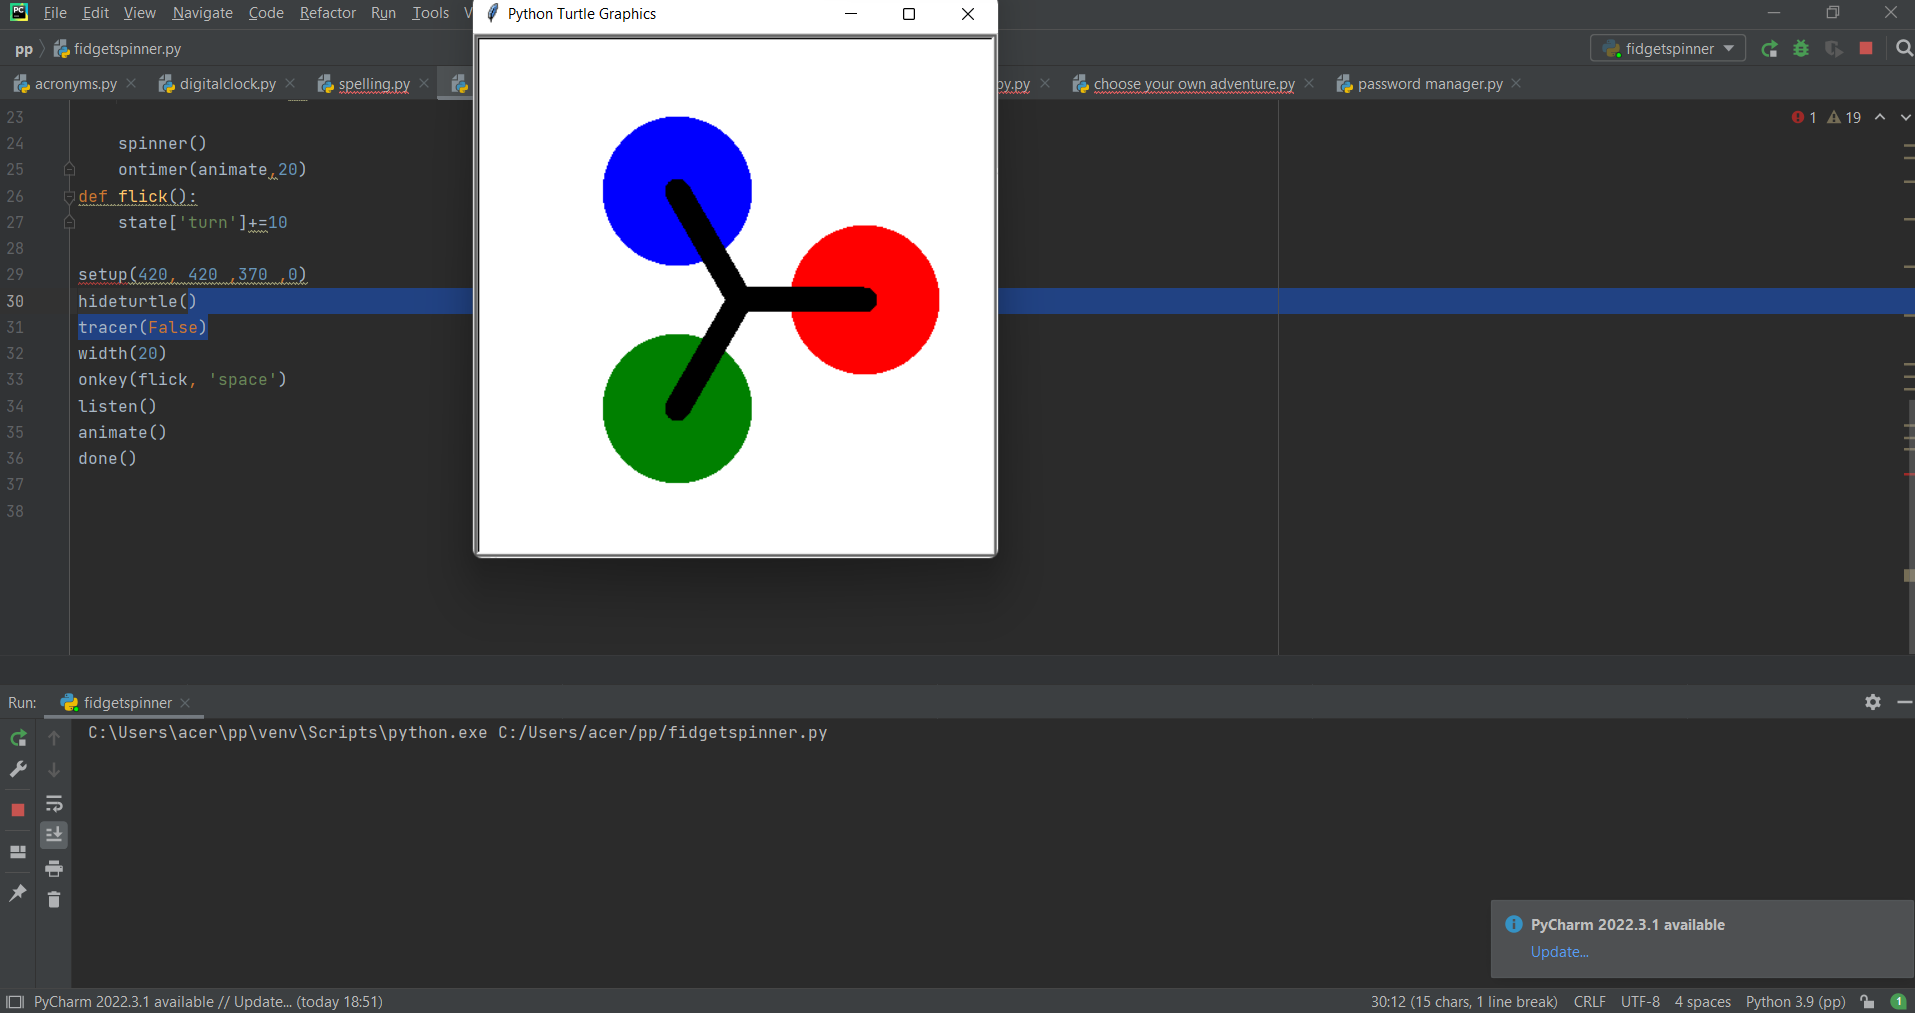 PC File Edit View Navigate Code Refactor Run Tools V
Python Turtle Graphics
pp fidgetspinner.py
fidgetspinner
acronyms.py digitalclock.py spelling.py py.py choose your own adventure.py password manager.py
1 19
23
24 spinner()
25 ontimer(animate,20)
26 def flick():
27 state['turn']+=10
28
29 setup(420, 420 ,370 ,0)
30 hideturtle()
31 tracer(False)
32 width(20)
33 onkey(flick, 'space')
34 listen()
35 animate()
36 done()
37
38
Run: fidgetspinner
C:\Users\acer\pp\venv\Scripts\python.exe C:/Users/acer/pp/fidgetspinner.py
PyCharm 2022.3.1 available
Update...
PyCharm 2022.3.1 available // Update... (today 18:51) 30:12 (15 chars, 1 line break) CRLF UTF-8 4 spaces Python 3.9 (pp) 1